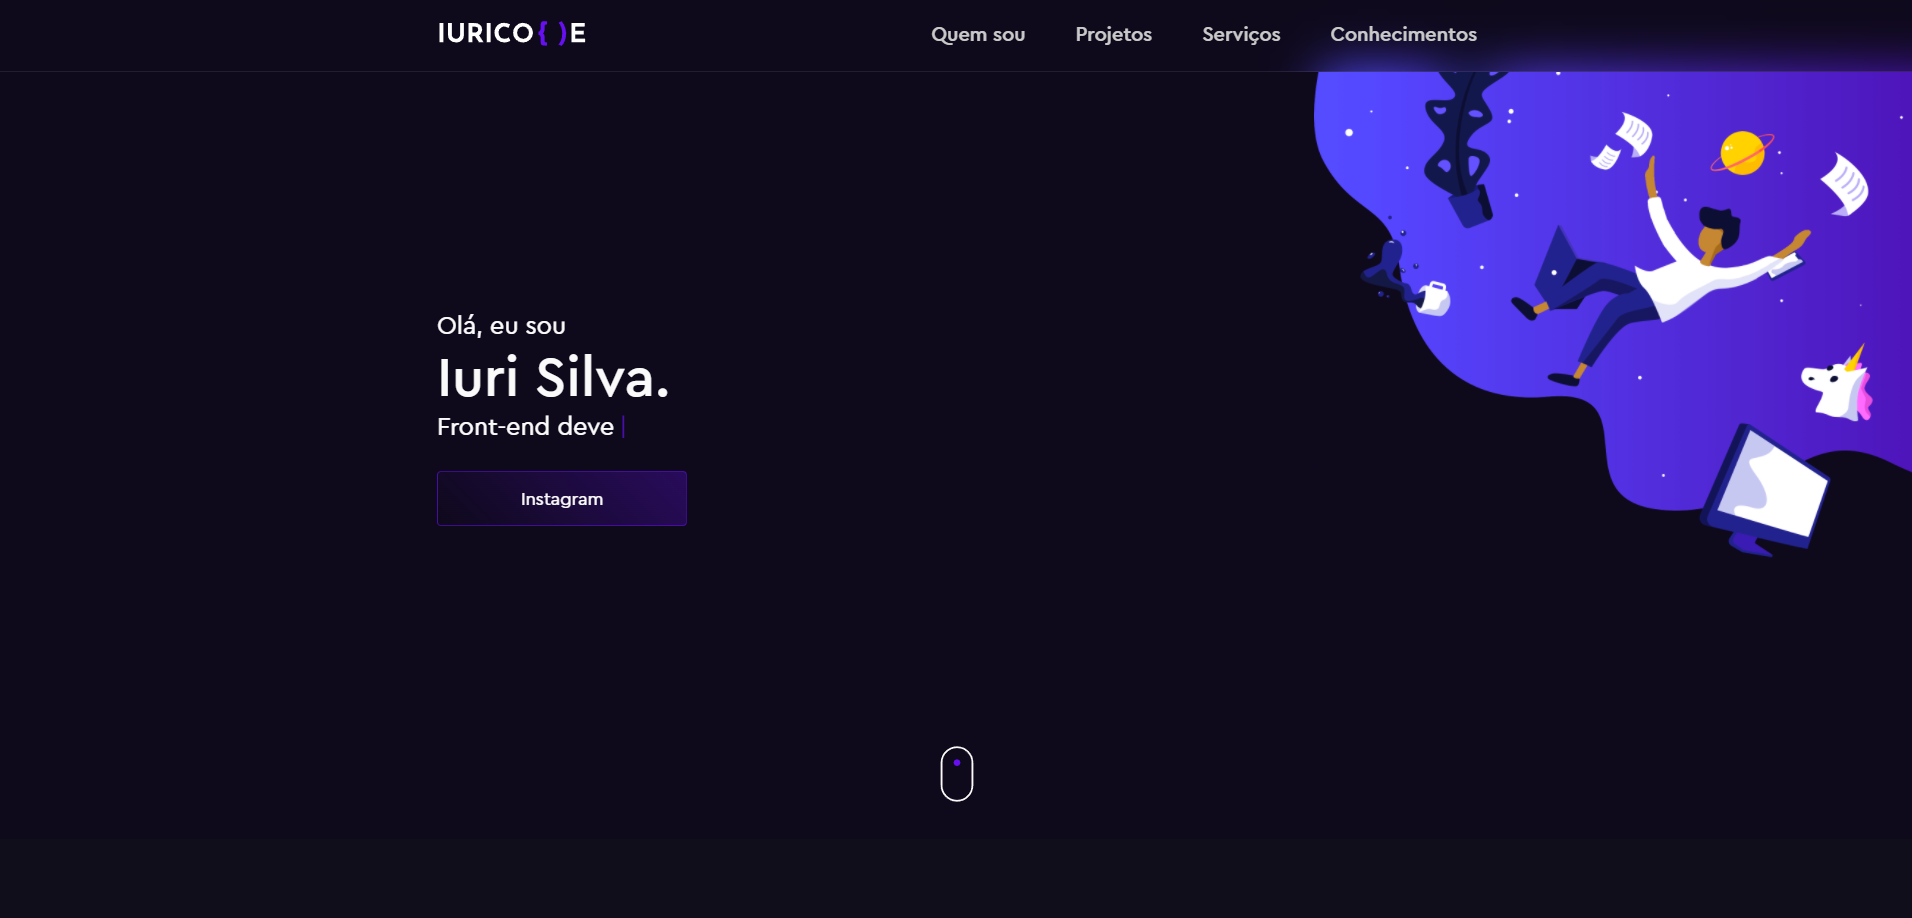 IURICO{ }E
Quem sou
Projetos
Serviços
Conhecimentos
Olá, eu sou
Iuri Silva.
Front-end deve |
Instagram